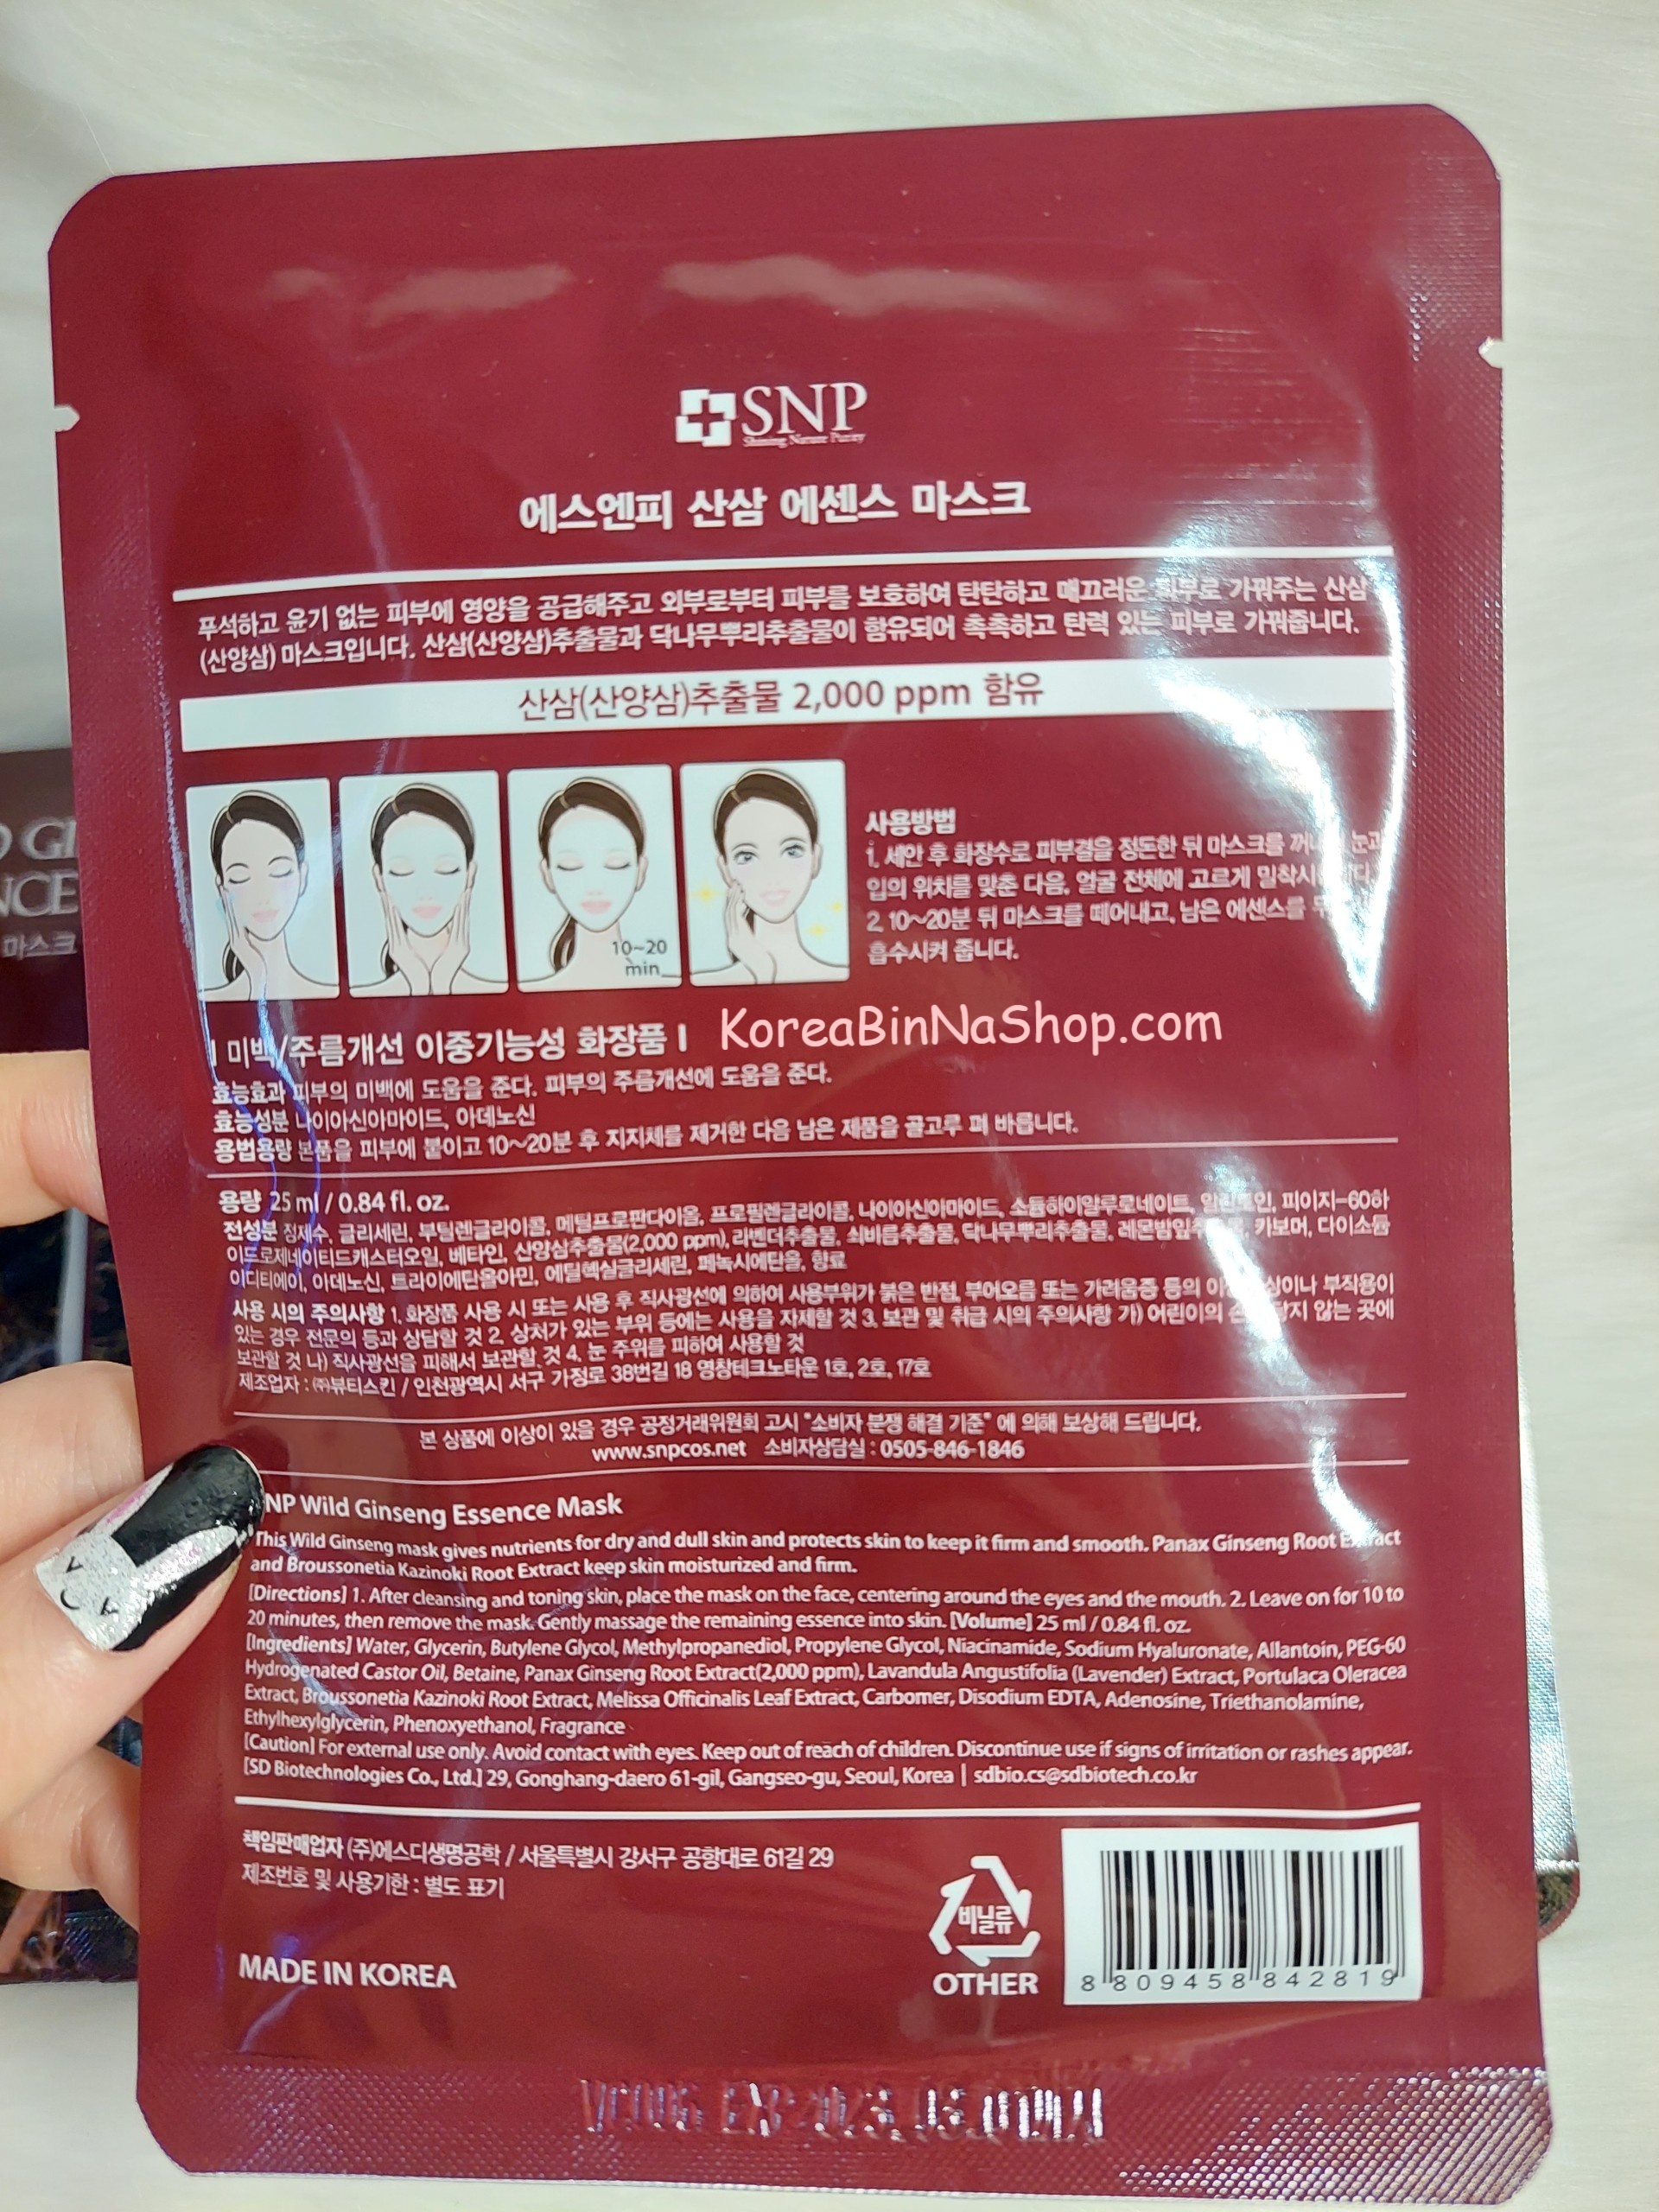 SNP
Shining Nature Purity
에스엔피 산삼 에센스 마스크
푸석하고 윤기 없는 피부에 영양을 공급해주고 외부로부터 피부를 보호하여 탄탄하고 매끄러운 피부로 가꿔주는 산삼
(산양삼) 마스크입니다. 산삼(산양삼)추출물과 닥나무뿌리추출물이 함유되어 촉촉하고 탄력 있는 피부로 가꿔줍니다.
산삼(산양삼)추출물 2,000 ppm 함유
10~20
min
사용방법
1. 세안 후 화장수로 피부결을 정돈한 뒤 마스크를 눈과
입의 위치를 맞춘 다음, 얼굴 전체에 고르게
2. 10~20분 뒤 마스크를 떼어내고, 남은 에센스를
흡수시켜 줍니다.
KoreaBinNaShop.com
I 미백/주름개선 이중기능성 화장품 I
효능효과 피부의 미백에 도움을 준다. 피부의 주름개선에 도움을 준다.
효능성분 나이아신아마이드, 아데노신
용법용량 본품을 피부에 붙이고 10~20분 후 지지체를 제거한 다음 남은 제품을 골고루 펴 바릅니다.
용량 25 ml / 0.84 fl. oz.
전성분 정제수, 글리세린, 부틸렌글라이콜, 메틸프로판다이올, 프로필렌글라이콜, 나이아신아마이드, 소듐하이알루로네이트, 알란토인, 피이지-60하
이드로제네이티드캐스터오일, 베타인, 산양삼추출물(2,000 ppm), 라벤더추출물, 쇠비름추출물, 닥나무뿌리추출물, 카보머, 다이소듐
이디티에이, 아데노신, 트라이에탄올아민, 에틸헥실글리세린, 페녹시에탄올, 향료
사용 시의 주의사항 1. 화장품 사용 시 또는 사용 후 직사광선에 의하여 사용부위가 붉은 반점, 부어오름 또는 가려움증 등의 부작용이
있는 경우 전문의 등과 상담할 것 2. 상처가 있는 부위 등에는 사용을 자제할 것 3. 보관 및 취급 시의 주의사항 가) 어린이의 않는 곳에
보관할 것 나) 직사광선을 피해서 보관할 것 4. 눈 주위를 피하여 사용할 것
제조업자 : ㈜뷰티스킨 / 인천광역시 서구 가정로 38번길 18 영창테크노타운 1호, 2호, 17호
본 상품에 이상이 있을 경우 공정거래위원회 고시 "소비자 분쟁 해결 기준" 에 의해 보상해 드립니다.
www.snpcos.net 소비자상담실 : 0505-846-1846
NP Wild Ginseng Essence Mask
This Wild Ginseng mask gives nutrients for dry and dull skin and protects skin to keep it firm and smooth. Panax Ginseng Root Extract
and Broussonetia Kazinoki Root Extract keep skin moisturized and firm.
[Directions] 1. After cleansing and toning skin, place the mask on the face, centering around the eyes and the mouth. 2. Leave on for 10 to
20 minutes, then remove the mask. Gently massage the remaining essence into skin. [Volume] 25 ml / 0.84 fl. oz.
[Ingredients] Water, Glycerin, Butylene Glycol, Methylpropanediol, Propylene Glycol, Niacinamide, Sodium Hyaluronate, Allantoin, PEG-60
Hydrogenated Castor Oil, Betaine, Panax Ginseng Root Extract(2,000 ppm), Lavandula Angustifolia (Lavender) Extract, Portulaca Oleracea
Extract, Broussonetia Kazinoki Root Extract, Melissa Officinalis Leaf Extract, Carbomer, Disodium EDTA, Adenosine, Triethanolamine,
Ethylhexylglycerin, Phenoxyethanol, Fragrance
[Caution] For external use only. Avoid contact with eyes. Keep out of reach of children. Discontinue use if signs of irritation or rashes appear.
[SD Biotechnologies Co., Ltd.] 29, Gonghang-daero 61-gil, Gangseo-gu, Seoul, Korea | sdbio.cs@sdbiotech.co.kr
책임판매업자 (주)에스디생명공학 / 서울특별시 강서구 공항대로 61길 29
제조번호 및 사용기한 : 별도 표기
MADE IN KOREA
비닐류
OTHER
8 809458 842819
GI
NCE
마스크